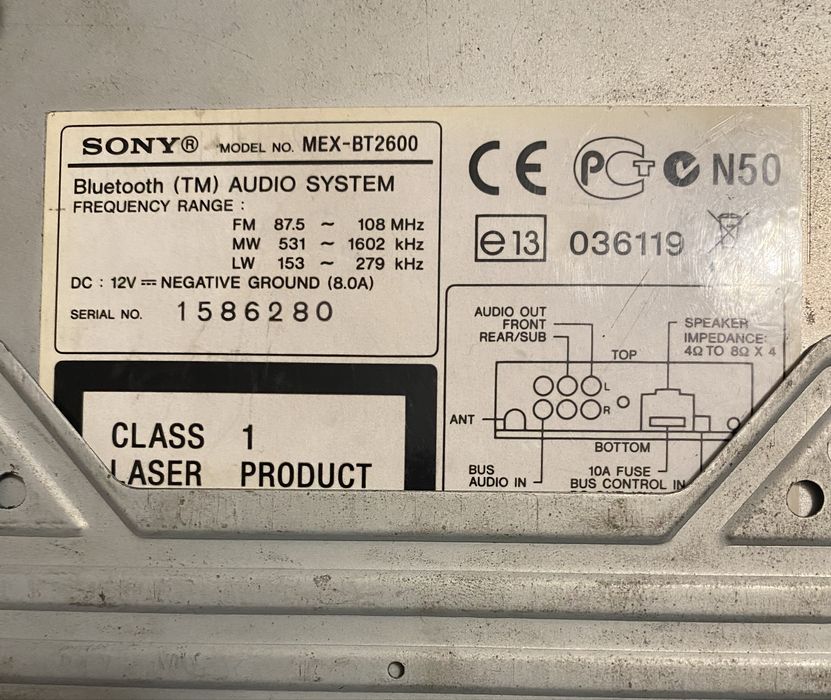 SONY® MODEL NO. MEX-BT2600
Bluetooth (TM) AUDIO SYSTEM
FREQUENCY RANGE :
FM 87.5 ~ 108 MHz
MW 531 ~ 1602 kHz
LW 153 ~ 279 kHz
DC : 12V ⎓ NEGATIVE GROUND (8.0A)
SERIAL NO. 1586280
CLASS 1
LASER PRODUCT
CE PCT N50
e13 036119
AUDIO OUT
FRONT
REAR/SUB
SPEAKER
IMPEDANCE:
4Ω TO 8Ω X 4
TOP
L
R
ANT
BOTTOM
BUS
AUDIO IN
10A FUSE
BUS CONTROL IN